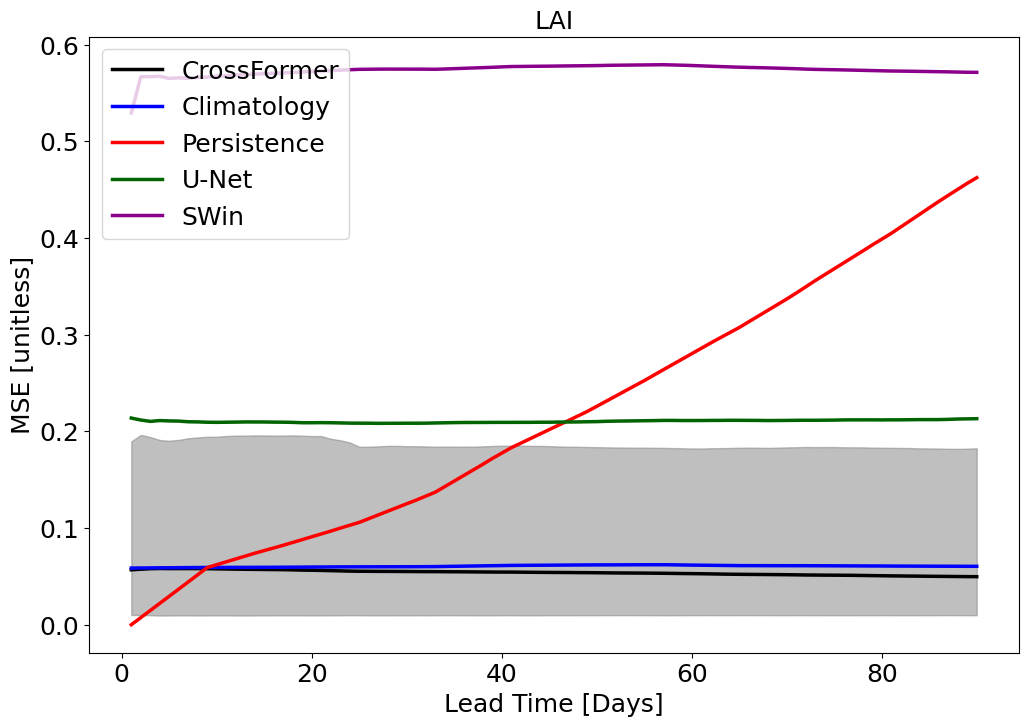 LAI
0.6
0.5
0.4
0.3
0.2
0.1
0.0
MSE [unitless]
CrossFormer
Climatology
Persistence
U-Net
SWin
0
20
40
60
80
Lead Time [Days]